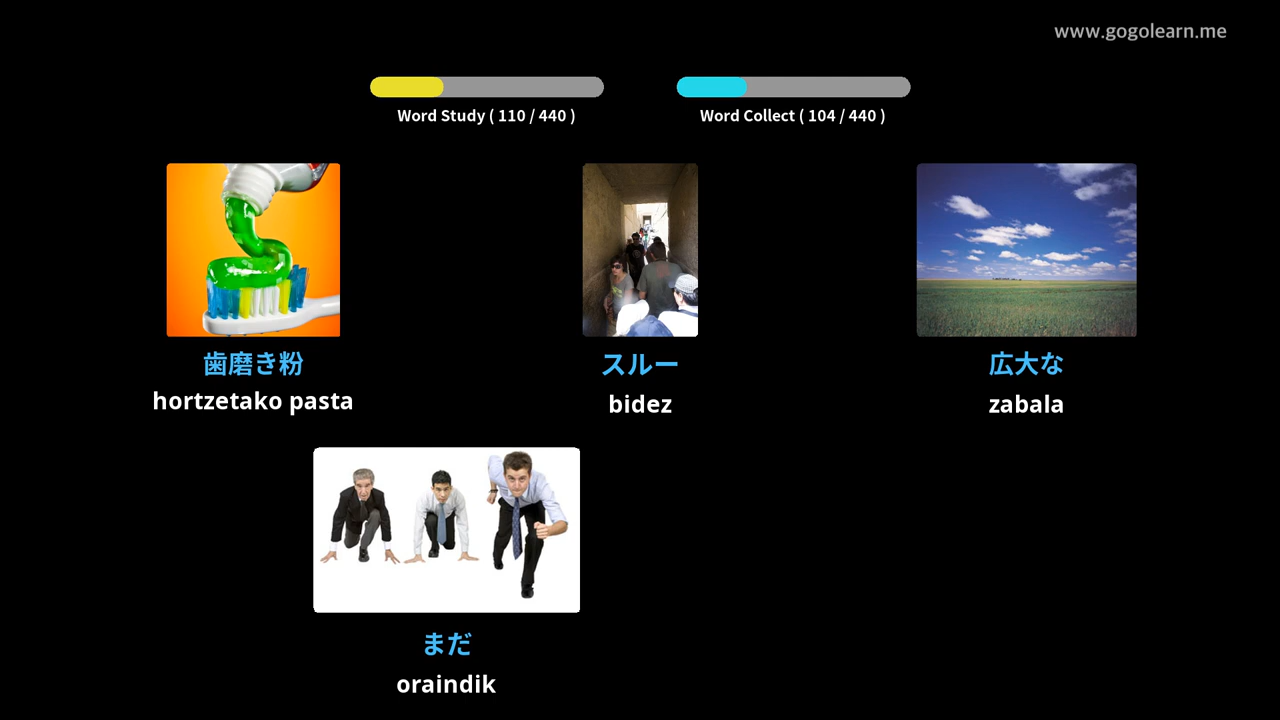 www.gogolearn.me
Word Study ( 110 / 440 )
Word Collect ( 104 / 440 )
歯磨き粉
hortzetako pasta
スルー
bidez
広大な
zabala
まだ
oraindik